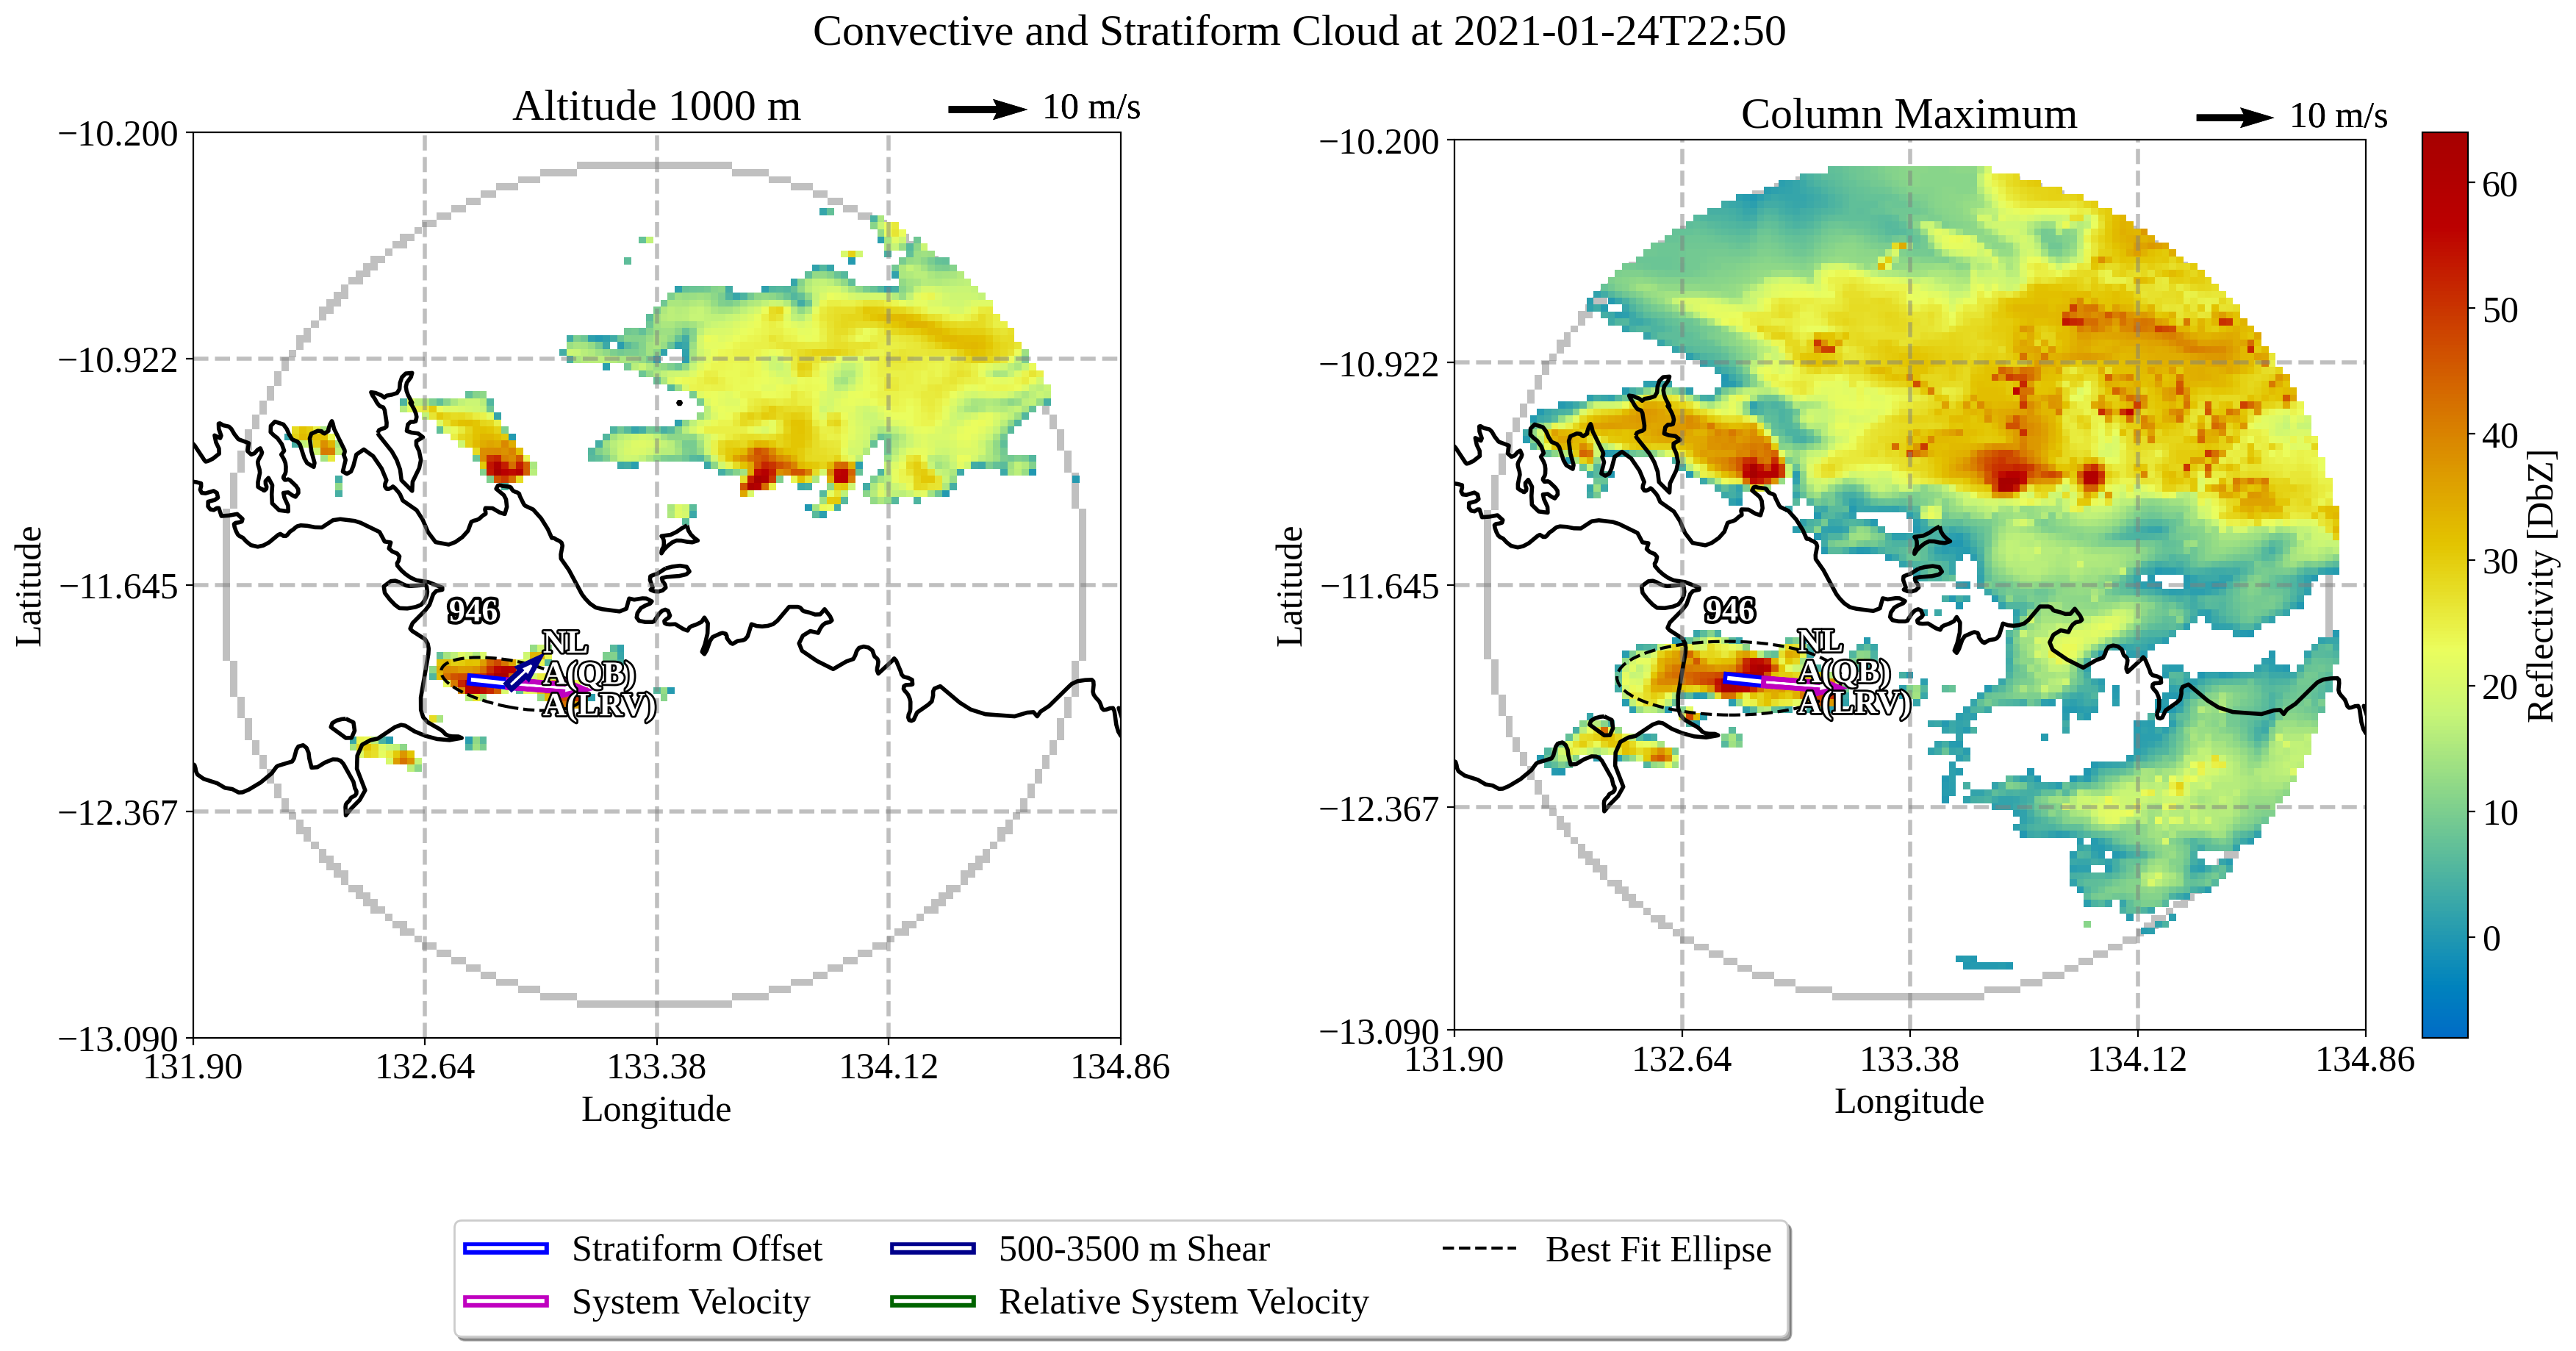 Convective and Stratiform Cloud at 2021-01-24T22:50
Altitude 1000 m
10 m/s
−10.200
−10.922
−11.645
−12.367
−13.090
131.90
132.64
133.38
134.12
134.86
Latitude
Longitude
946
NL
A(QB)
A(LRV)
Column Maximum
10 m/s
−10.200
−10.922
−11.645
−12.367
−13.090
131.90
132.64
133.38
134.12
134.86
Latitude
Longitude
946
NL
A(QB)
A(LRV)
60
50
40
30
20
10
0
Reflectivity [DbZ]
Stratiform Offset
System Velocity
500-3500 m Shear
Relative System Velocity
Best Fit Ellipse